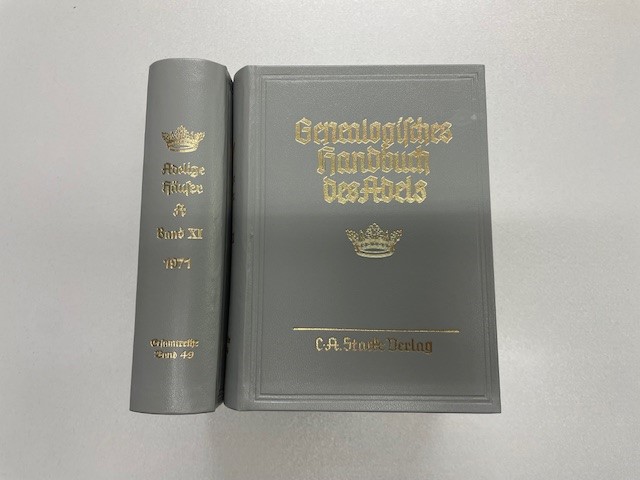 Adelige
Häuser
A
Band XI
1971
Gesamtreihe
Band 49
Genealogisches
Handbuch
des Adels
C. A. Starke Verlag